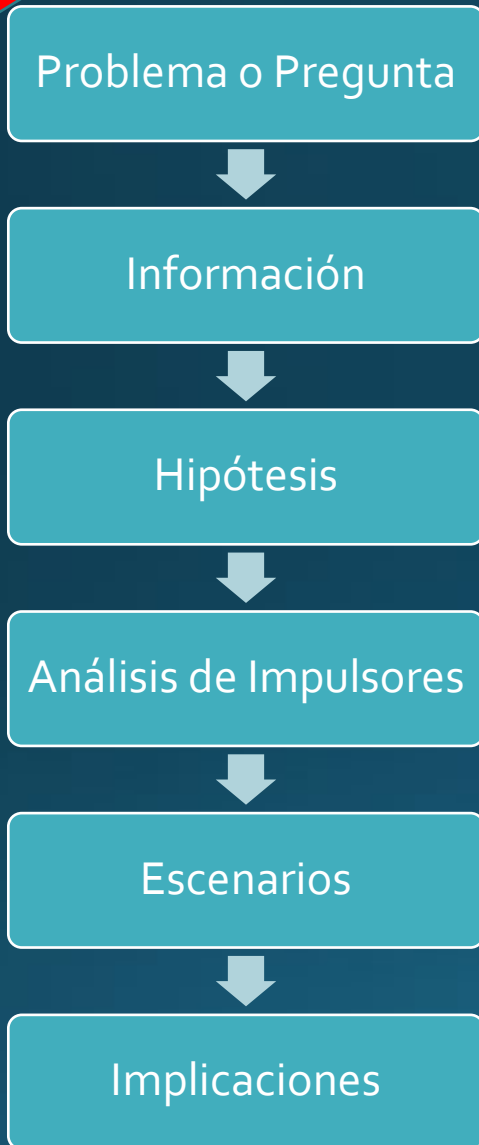 Problema o Pregunta
Información
Hipótesis
Análisis de Impulsores
Escenarios
Implicaciones